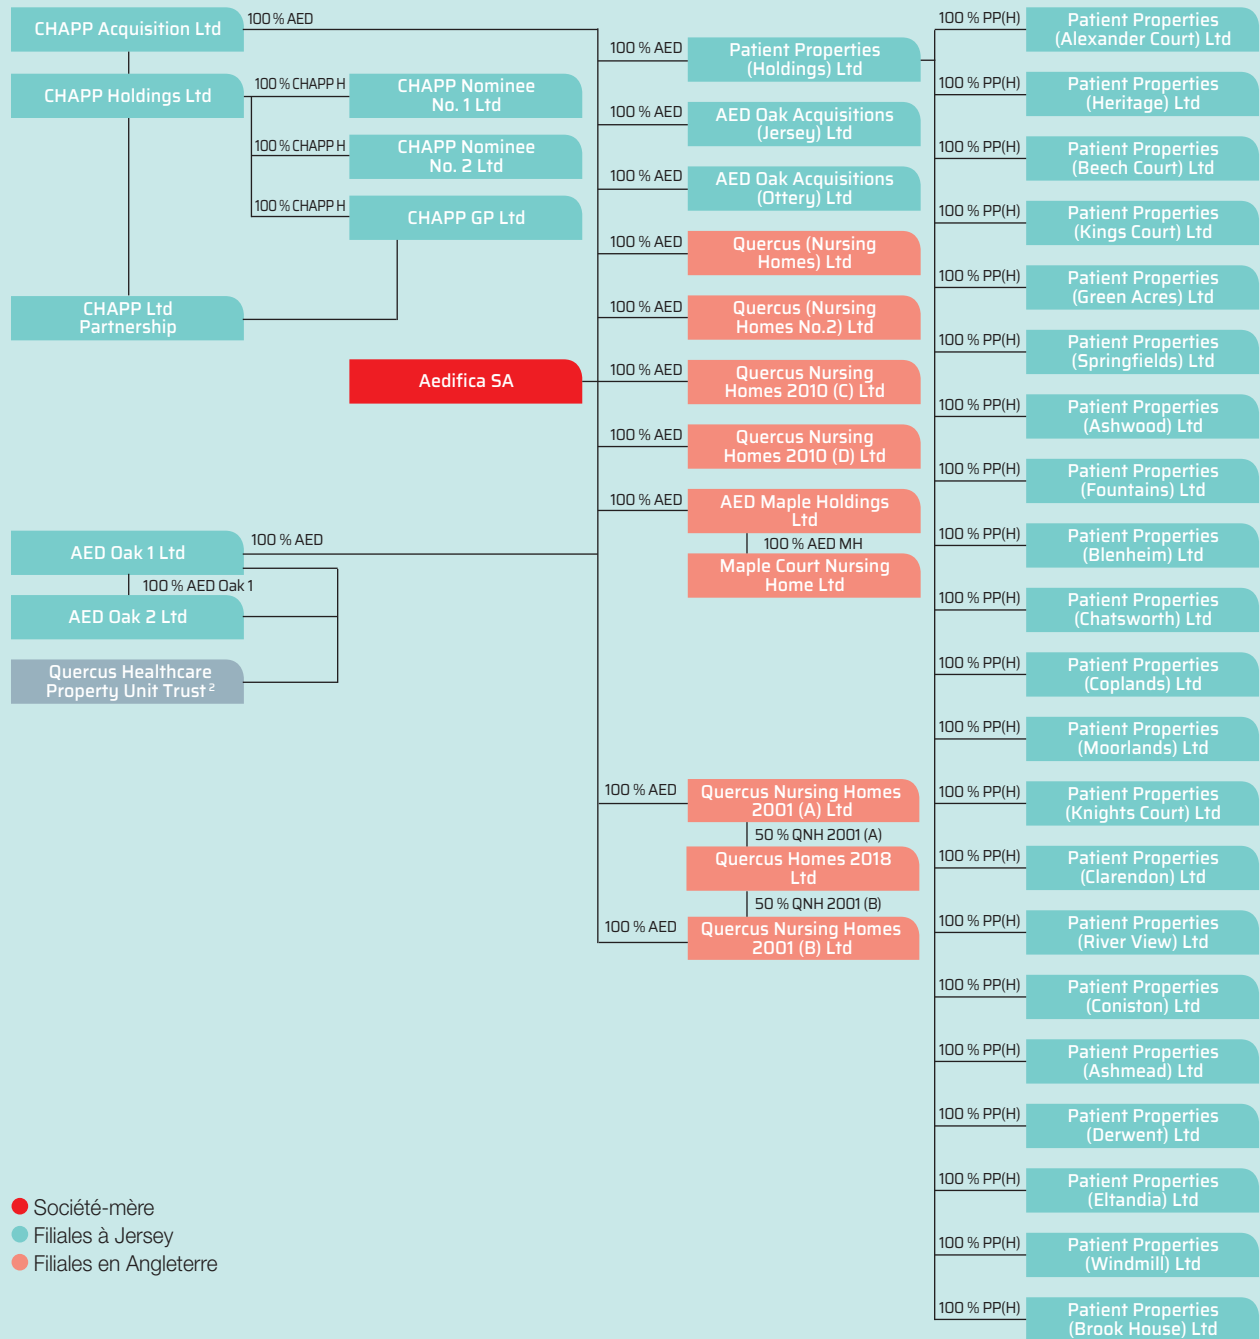 CHAPP Acquisition Ltd
100 % AED
CHAPP Holdings Ltd
100 % CHAPP H
CHAPP Nominee
No. 1 Ltd
100 % CHAPP H
CHAPP Nominee
No. 2 Ltd
100 % CHAPP H
CHAPP GP Ltd
CHAPP Ltd
Partnership
Aedifica SA
AED Oak 1 Ltd
100 % AED
100 % AED Oak 1
AED Oak 2 Ltd
Quercus Healthcare
Property Unit Trust ²
100 % AED
Patient Properties
(Holdings) Ltd
100 % AED
AED Oak Acquisitions
(Jersey) Ltd
100 % AED
AED Oak Acquisitions
(Ottery) Ltd
100 % AED
Quercus (Nursing
Homes) Ltd
100 % AED
Quercus (Nursing
Homes No.2) Ltd
100 % AED
Quercus Nursing
Homes 2010 (C) Ltd
100 % AED
Quercus Nursing
Homes 2010 (D) Ltd
100 % AED
AED Maple Holdings
Ltd
100 % AED MH
Maple Court Nursing
Home Ltd
100 % AED
Quercus Nursing Homes
2001 (A) Ltd
50 % QNH 2001 (A)
Quercus Homes 2018
Ltd
50 % QNH 2001 (B)
100 % AED
Quercus Nursing Homes
2001 (B) Ltd
100 % PP(H)
Patient Properties
(Alexander Court) Ltd
100 % PP(H)
Patient Properties
(Heritage) Ltd
100 % PP(H)
Patient Properties
(Beech Court) Ltd
100 % PP(H)
Patient Properties
(Kings Court) Ltd
100 % PP(H)
Patient Properties
(Green Acres) Ltd
100 % PP(H)
Patient Properties
(Springfields) Ltd
100 % PP(H)
Patient Properties
(Ashwood) Ltd
100 % PP(H)
Patient Properties
(Fountains) Ltd
100 % PP(H)
Patient Properties
(Blenheim) Ltd
100 % PP(H)
Patient Properties
(Chatsworth) Ltd
100 % PP(H)
Patient Properties
(Coplands) Ltd
100 % PP(H)
Patient Properties
(Moorlands) Ltd
100 % PP(H)
Patient Properties
(Knights Court) Ltd
100 % PP(H)
Patient Properties
(Clarendon) Ltd
100 % PP(H)
Patient Properties
(River View) Ltd
100 % PP(H)
Patient Properties
(Coniston) Ltd
100 % PP(H)
Patient Properties
(Ashmead) Ltd
100 % PP(H)
Patient Properties
(Derwent) Ltd
100 % PP(H)
Patient Properties
(Eltandia) Ltd
100 % PP(H)
Patient Properties
(Windmill) Ltd
100 % PP(H)
Patient Properties
(Brook House) Ltd
Société-mère
Filiales à Jersey
Filiales en Angleterre